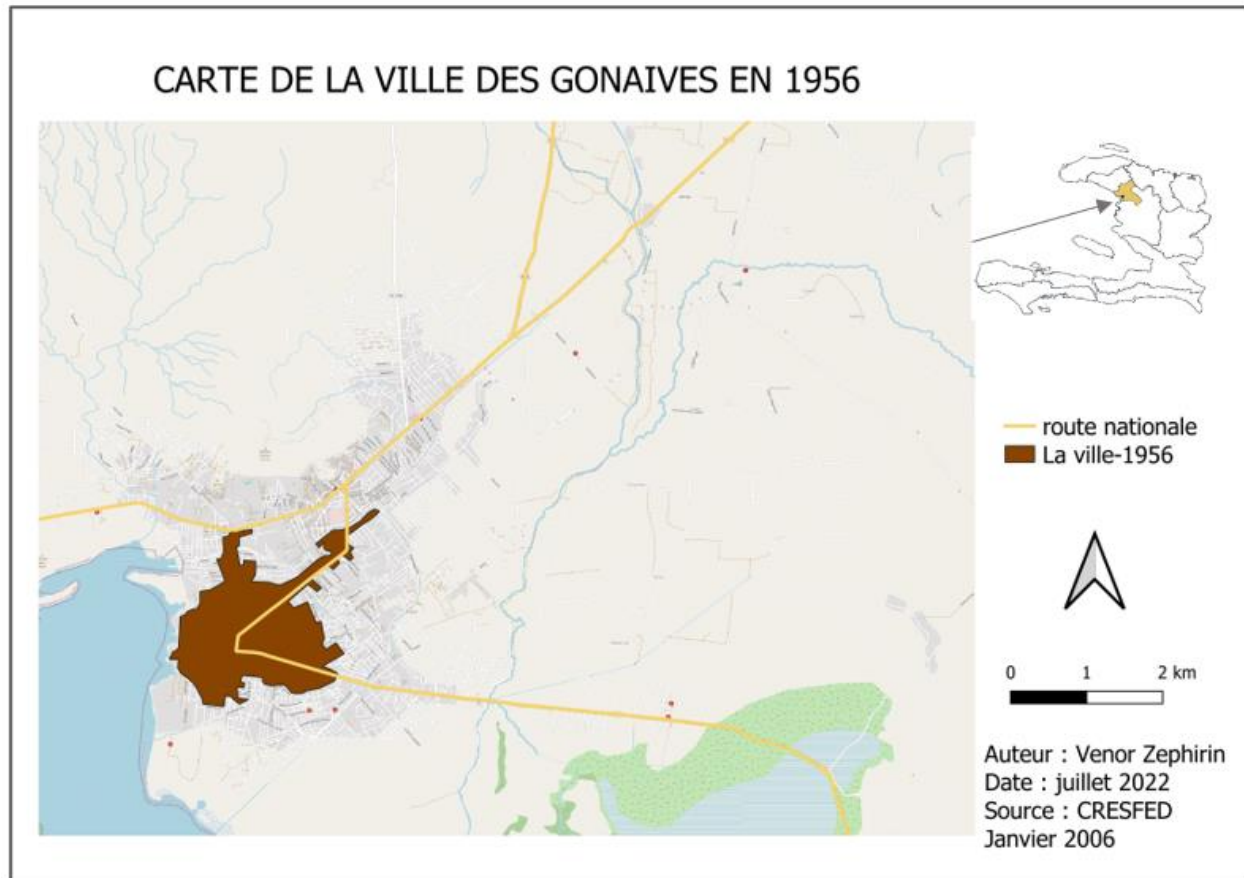 CARTE DE LA VILLE DES GONAIVES EN 1956
route nationale
La ville-1956
0 1 2 km
Auteur : Venor Zephirin
Date : juillet 2022
Source : CRESFED
Janvier 2006